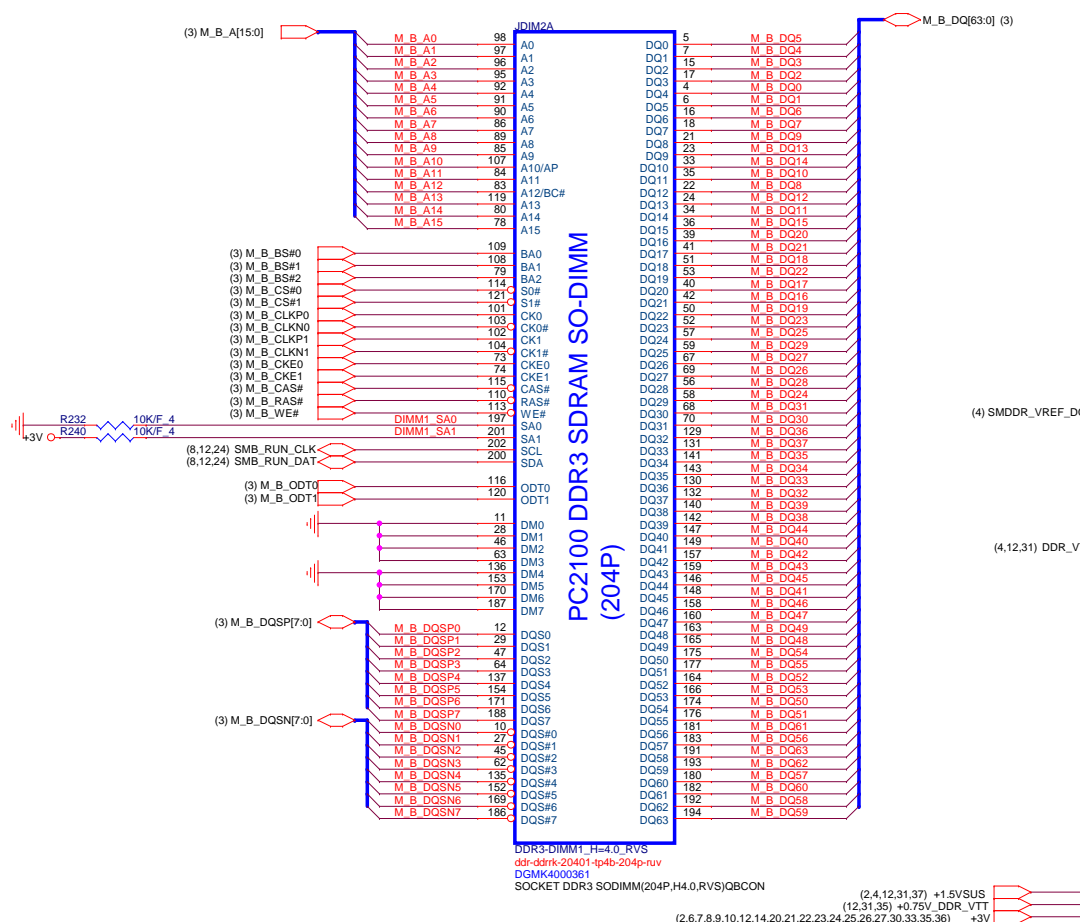 JDIM2A
(3) M_B_A[15:0]
M_B_A0 98 A0
M_B_A1 97 A1
M_B_A2 96 A2
M_B_A3 95 A3
M_B_A4 92 A4
M_B_A5 91 A5
M_B_A6 90 A6
M_B_A7 86 A7
M_B_A8 89 A8
M_B_A9 85 A9
M_B_A10 107 A10/AP
M_B_A11 84 A11
M_B_A12 83 A12/BC#
M_B_A13 119 A13
M_B_A14 80 A14
M_B_A15 78 A15
(3) M_B_BS#0 109 BA0
(3) M_B_BS#1 108 BA1
(3) M_B_BS#2 79 BA2
(3) M_B_CS#0 114 S0#
(3) M_B_CS#1 121 S1#
(3) M_B_CLKP0 101 CK0
(3) M_B_CLKN0 103 CK0#
(3) M_B_CLKP1 102 CK1
(3) M_B_CLKN1 104 CK1#
(3) M_B_CKE0 73 CKE0
(3) M_B_CKE1 74 CKE1
(3) M_B_CAS# 115 CAS#
(3) M_B_RAS# 110 RAS#
(3) M_B_WE# 113 WE#
R232 10K/F_4 DIMM1_SA0 197 SA0
+3V R240 10K/F_4 DIMM1_SA1 201 SA1
(8,12,24) SMB_RUN_CLK 202 SCL
(8,12,24) SMB_RUN_DAT 200 SDA
(3) M_B_ODT0 116 ODT0
(3) M_B_ODT1 120 ODT1
11 DM0
28 DM1
46 DM2
63 DM3
136 DM4
153 DM5
170 DM6
187 DM7
(3) M_B_DQSP[7:0]
M_B_DQSP0 12 DQS0
M_B_DQSP1 29 DQS1
M_B_DQSP2 47 DQS2
M_B_DQSP3 64 DQS3
M_B_DQSP4 137 DQS4
M_B_DQSP5 154 DQS5
M_B_DQSP6 171 DQS6
M_B_DQSP7 188 DQS7
(3) M_B_DQSN[7:0]
M_B_DQSN0 10 DQS#0
M_B_DQSN1 27 DQS#1
M_B_DQSN2 45 DQS#2
M_B_DQSN3 62 DQS#3
M_B_DQSN4 135 DQS#4
M_B_DQSN5 152 DQS#5
M_B_DQSN6 169 DQS#6
M_B_DQSN7 186 DQS#7
PC2100 DDR3 SDRAM SO-DIMM
(204P)
M_B_DQ[63:0] (3)
DQ0 5 M_B_DQ5
DQ1 7 M_B_DQ4
DQ2 15 M_B_DQ3
DQ3 17 M_B_DQ2
DQ4 4 M_B_DQ0
DQ5 6 M_B_DQ1
DQ6 16 M_B_DQ6
DQ7 18 M_B_DQ7
DQ8 21 M_B_DQ9
DQ9 23 M_B_DQ13
DQ10 33 M_B_DQ14
DQ11 35 M_B_DQ10
DQ12 22 M_B_DQ8
DQ13 24 M_B_DQ12
DQ14 34 M_B_DQ11
DQ15 36 M_B_DQ15
DQ16 39 M_B_DQ20
DQ17 41 M_B_DQ21
DQ18 51 M_B_DQ18
DQ19 53 M_B_DQ22
DQ20 40 M_B_DQ17
DQ21 42 M_B_DQ16
DQ22 50 M_B_DQ19
DQ23 52 M_B_DQ23
DQ24 57 M_B_DQ25
DQ25 59 M_B_DQ29
DQ26 67 M_B_DQ27
DQ27 69 M_B_DQ26
DQ28 56 M_B_DQ28
DQ29 58 M_B_DQ24
DQ30 68 M_B_DQ31
DQ31 70 M_B_DQ30
DQ32 129 M_B_DQ36
DQ33 131 M_B_DQ37
DQ34 141 M_B_DQ35
DQ35 143 M_B_DQ34
DQ36 130 M_B_DQ33
DQ37 132 M_B_DQ32
DQ38 140 M_B_DQ39
DQ39 142 M_B_DQ38
DQ40 147 M_B_DQ44
DQ41 149 M_B_DQ40
DQ42 157 M_B_DQ42
DQ43 159 M_B_DQ43
DQ44 146 M_B_DQ45
DQ45 148 M_B_DQ41
DQ46 158 M_B_DQ46
DQ47 160 M_B_DQ47
DQ48 163 M_B_DQ49
DQ49 165 M_B_DQ48
DQ50 175 M_B_DQ54
DQ51 177 M_B_DQ55
DQ52 164 M_B_DQ52
DQ53 166 M_B_DQ53
DQ54 174 M_B_DQ50
DQ55 176 M_B_DQ51
DQ56 181 M_B_DQ61
DQ57 183 M_B_DQ56
DQ58 191 M_B_DQ63
DQ59 193 M_B_DQ62
DQ60 180 M_B_DQ57
DQ61 182 M_B_DQ60
DQ62 192 M_B_DQ58
DQ63 194 M_B_DQ59
(4) SMDDR_VREF_DQ
(4,12,31) DDR_V
DDR3-DIMM1_H=4.0_RVS
ddr-ddrrk-20401-tp4b-204p-ruv
DGMK4000361
SOCKET DDR3 SODIMM(204P,H4.0,RVS)QBCON
(2,4,12,31,37) +1.5VSUS
(12,31,35) +0.75V_DDR_VTT
(2,6,7,8,9,10,12,14,20,21,22,23,24,25,26,27,30,33,35,36) +3V